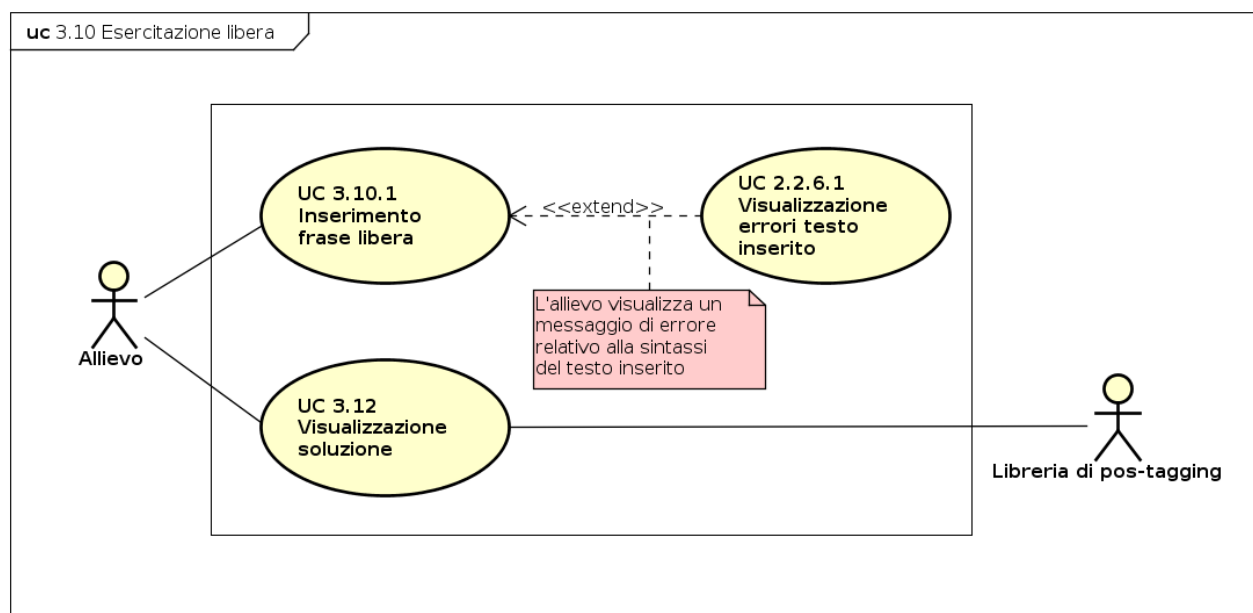 uc 3.10 Esercitazione libera
UC 3.10.1
Inserimento
frase libera
<<extend>>
UC 2.2.6.1
Visualizzazione
errori testo
inserito
L'allievo visualizza un
messaggio di errore
relativo alla sintassi
del testo inserito
Allievo
UC 3.12
Visualizzazione
soluzione
Libreria di pos-tagging